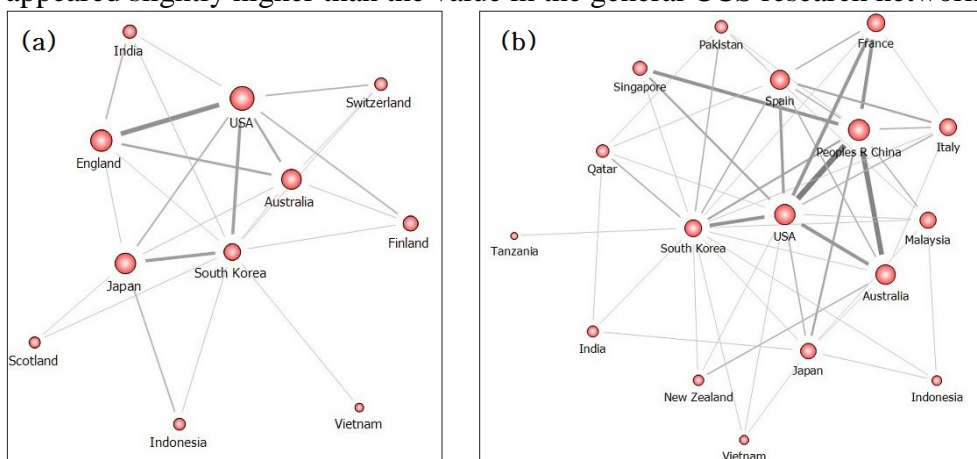 appeared slightly higher than the value in the general UGS research network
(a)
India
USA
Switzerland
England
Australia
Finland
South Korea
Japan
Scotland
Indonesia
Vietnam
(b)
Pakistan
France
Singapore
Spain
Peoples R China
Italy
Qatar
Tanzania
South Korea
USA
Malaysia
Australia
India
Japan
New Zealand
Indonesia
Vietnam